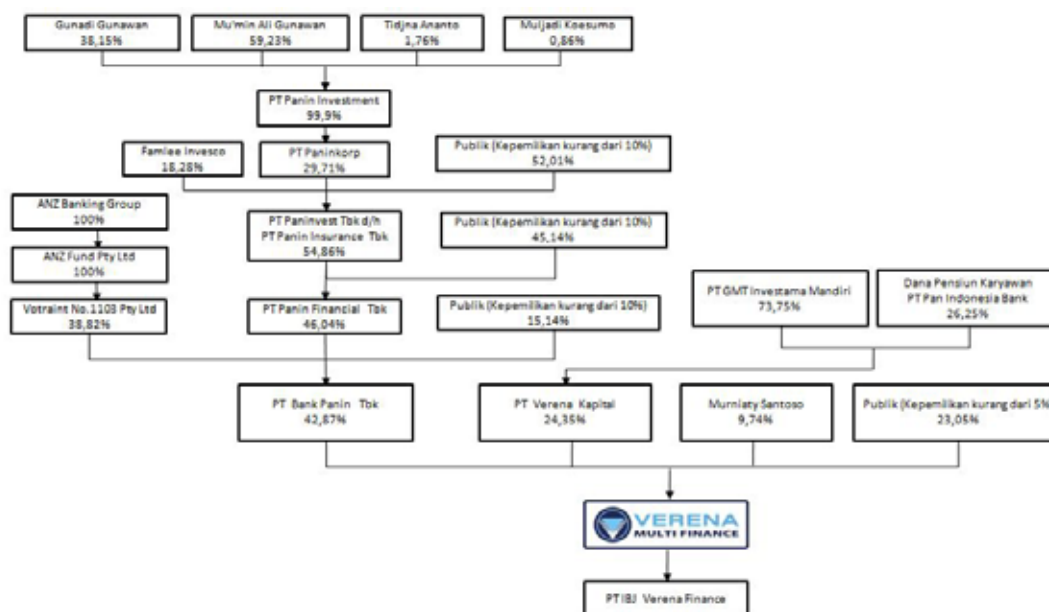 Gunadi Gunawan
38,15%
Mu'min Ali Gunawan
59,23%
Tidjna Ananto
1,76%
Muljadi Koesumo
0,86%
PT Panin Investment
99,9%
Famlee Invesco
18,28%
PT Paninkorp
29,71%
Publik (Kepemilikan kurang dari 10%)
52,01%
ANZ Banking Group
100%
PT Paninvest Tbk d/h
PT Panin Insurance Tbk
54,86%
Publik (Kepemilikan kurang dari 10%)
45,14%
ANZ Fund Pty Ltd
100%
PT GMT Investama Mandiri
73,75%
Dana Pensiun Karyawan
PT Pan Indonesia Bank
26,25%
Votraint No.1103 Pty Ltd
38,82%
PT Panin Financial Tbk
46,04%
Publik (Kepemilikan kurang dari 10%)
15,14%
PT Bank Panin Tbk
42,87%
PT Verena Kapital
24,35%
Murniaty Santoso
9,74%
Publik (Kepemilikan kurang dari 5%
23,05%
VERENA
MULTI FINANCE
PT IBJ Verena Finance